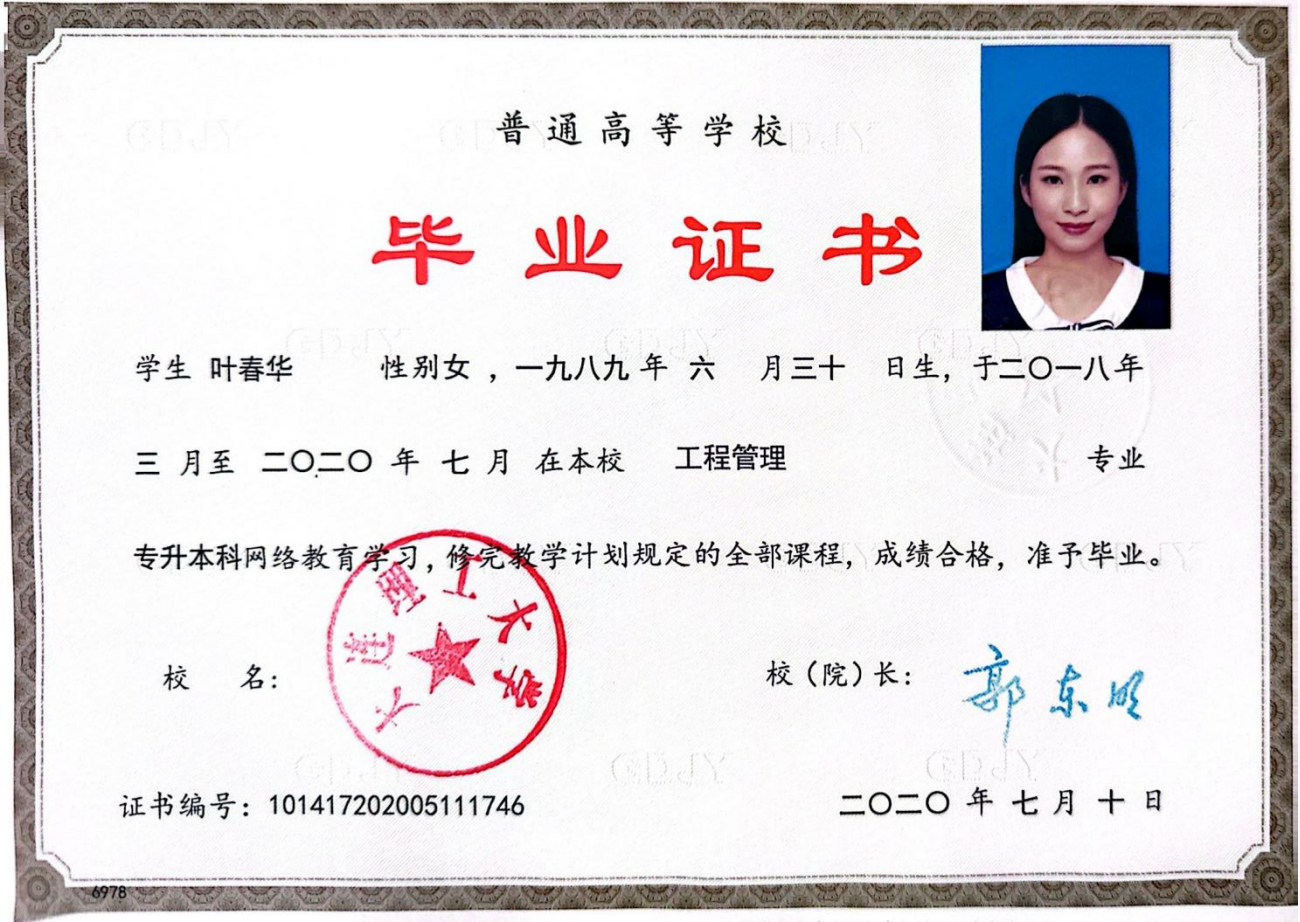 普通高等学校
毕业证书
学生 叶春华 性别女，一九八九年 六 月三十 日生，于二〇一八年
三 月至 二〇二〇 年 七 月 在本校 工程管理 专业
专升本科网络教育学习，修完教学计划规定的全部课程，成绩合格，准予毕业。
校 名：
大连理工大学
校（院）长：
郭东明
证书编号：101417202005111746
二〇二〇 年 七 月 十 日
6978